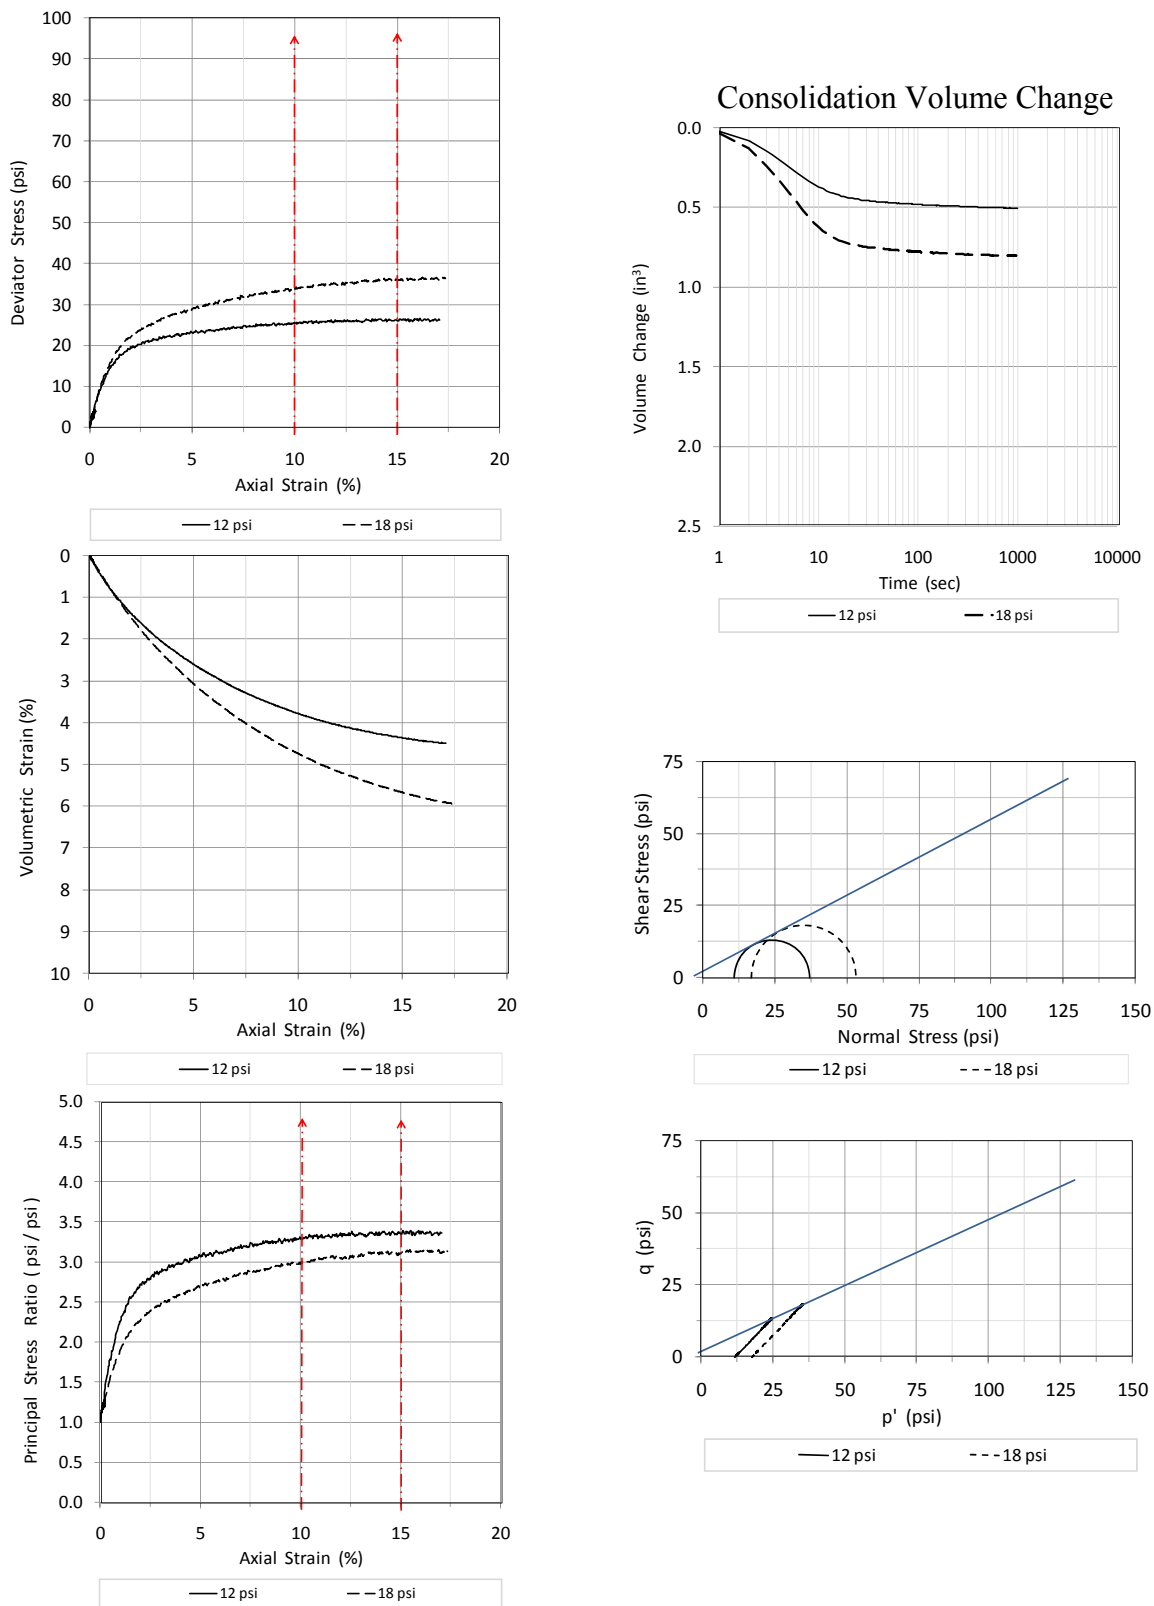 100
90
80
70
60
50
40
30
20
10
0
Deviator Stress (psi)
0 5 10 15 20
Axial Strain (%)
12 psi 18 psi
Consolidation Volume Change
0.0
0.5
1.0
1.5
2.0
2.5
Volume Change (in³)
1 10 100 1000 10000
Time (sec)
12 psi 18 psi
0
1
2
3
4
5
6
7
8
9
10
Volumetric Strain (%)
0 5 10 15 20
Axial Strain (%)
12 psi 18 psi
75
50
25
0
Shear Stress (psi)
0 25 50 75 100 125 150
Normal Stress (psi)
12 psi 18 psi
5.0
4.5
4.0
3.5
3.0
2.5
2.0
1.5
1.0
0.5
0.0
Principal Stress Ratio ( psi / psi )
0 5 10 15 20
Axial Strain (%)
12 psi 18 psi
75
50
25
0
q (psi)
0 25 50 75 100 125 150
p' (psi)
12 psi 18 psi